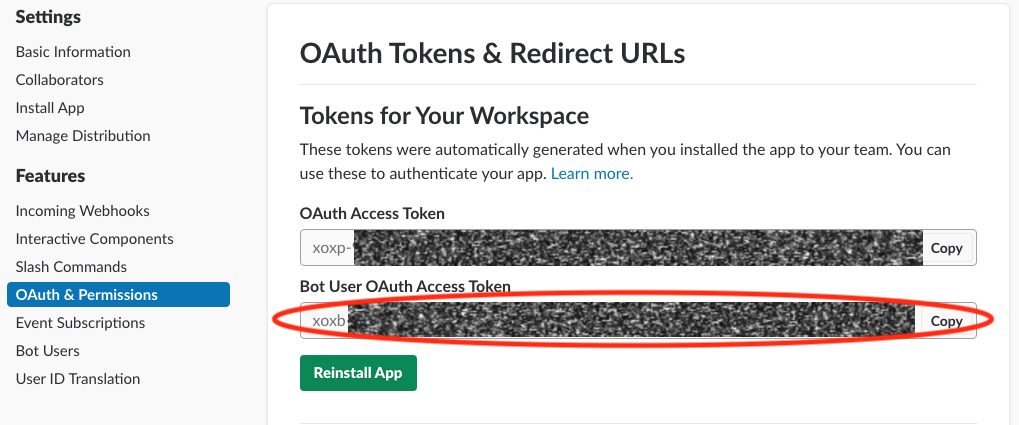 Settings
Basic Information
Collaborators
Install App
Manage Distribution
Features
Incoming Webhooks
Interactive Components
Slash Commands
OAuth & Permissions
Event Subscriptions
Bot Users
User ID Translation
OAuth Tokens & Redirect URLs
Tokens for Your Workspace
These tokens were automatically generated when you installed the app to your team. You can
use these to authenticate your app. Learn more.
OAuth Access Token
xoxp- Copy
Bot User OAuth Access Token
xoxb- Copy
Reinstall App